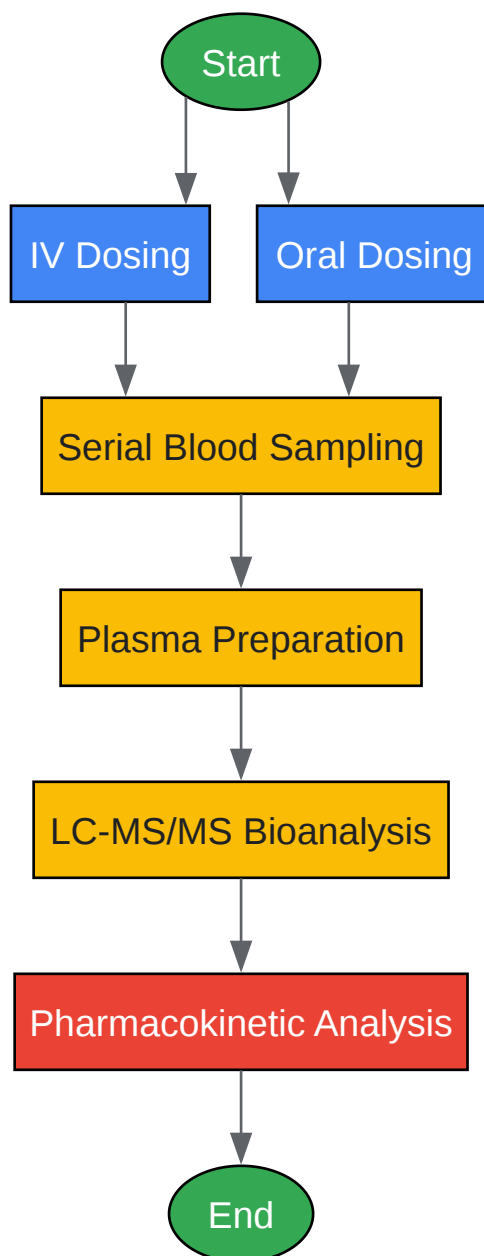 Start
IV Dosing
Oral Dosing
Serial Blood Sampling
Plasma Preparation
LC-MS/MS Bioanalysis
Pharmacokinetic Analysis
End